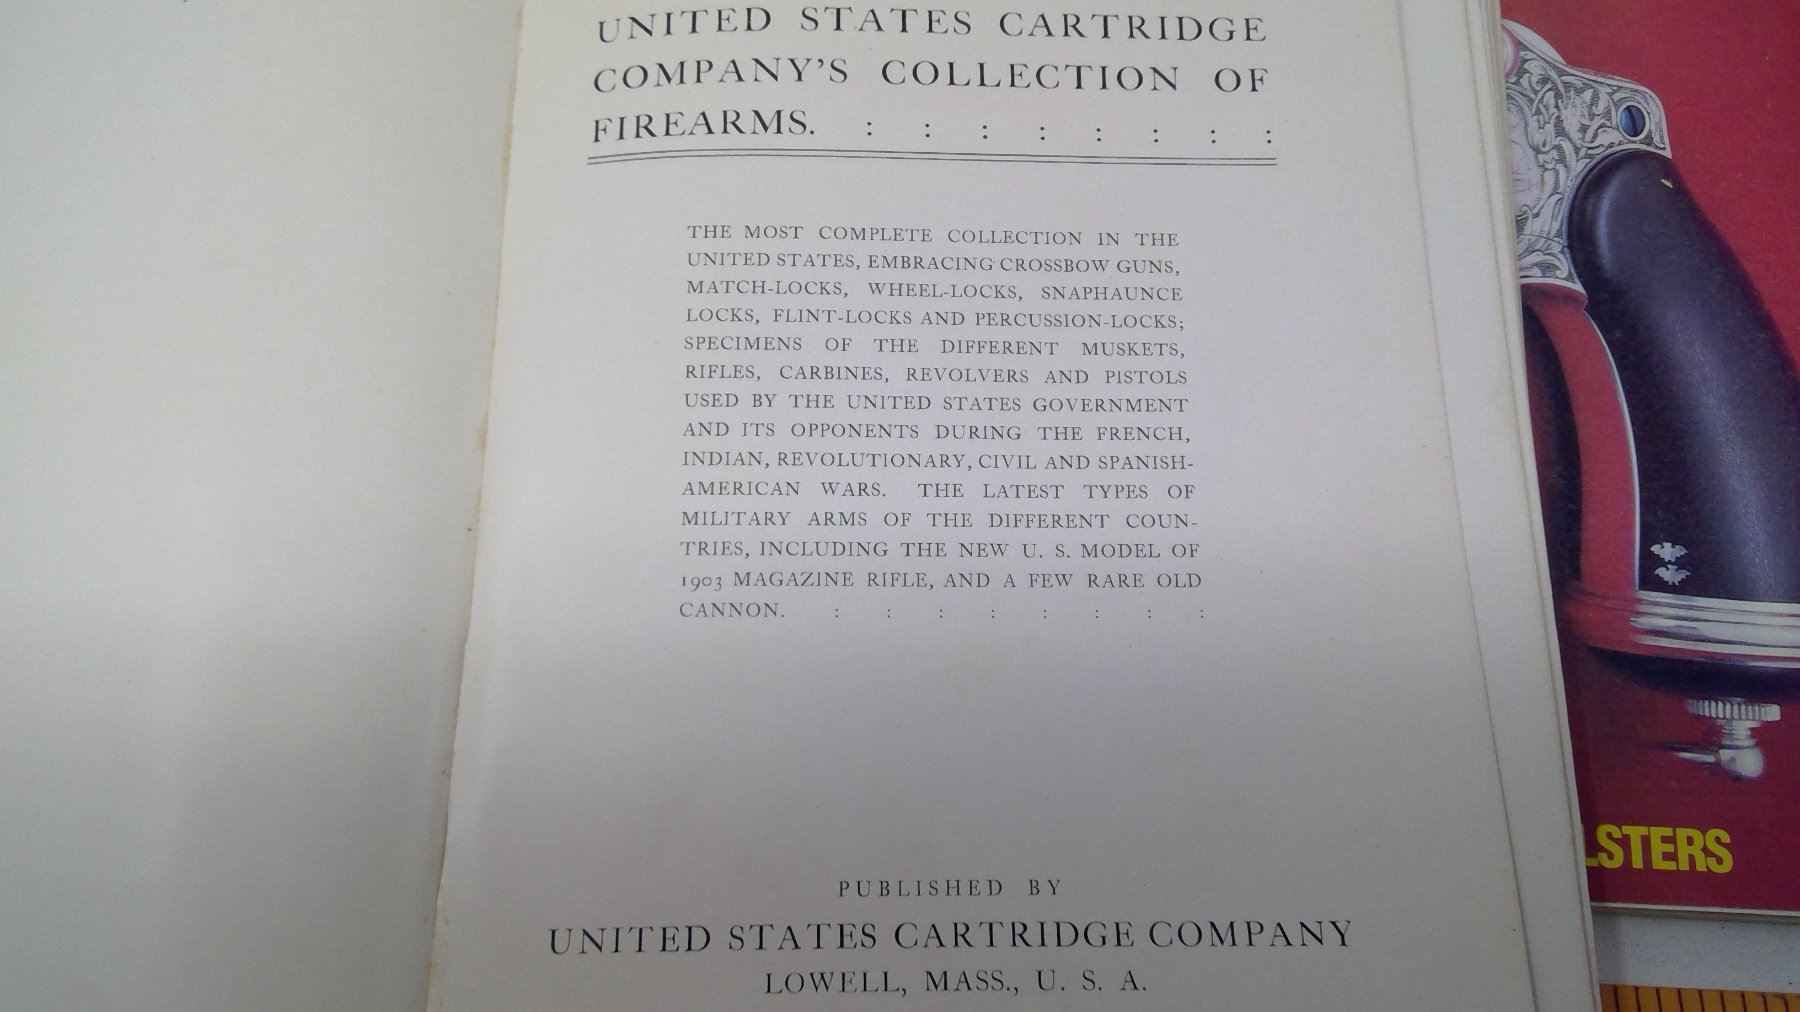 UNITED STATES CARTRIDGE
COMPANY'S COLLECTION OF
FIREARMS. : : : : : : : :
THE MOST COMPLETE COLLECTION IN THE
UNITED STATES, EMBRACING CROSSBOW GUNS,
MATCH-LOCKS, WHEEL-LOCKS, SNAPHAUNCE
LOCKS, FLINT-LOCKS AND PERCUSSION-LOCKS;
SPECIMENS OF THE DIFFERENT MUSKETS,
RIFLES, CARBINES, REVOLVERS AND PISTOLS
USED BY THE UNITED STATES GOVERNMENT
AND ITS OPPONENTS DURING THE FRENCH,
INDIAN, REVOLUTIONARY, CIVIL AND SPANISH-
AMERICAN WARS. THE LATEST TYPES OF
MILITARY ARMS OF THE DIFFERENT COUN-
TRIES, INCLUDING THE NEW U. S. MODEL OF
1903 MAGAZINE RIFLE, AND A FEW RARE OLD
CANNON. : : : : : : : :
PUBLISHED BY
UNITED STATES CARTRIDGE COMPANY
LOWELL, MASS., U. S. A.
LSTERS